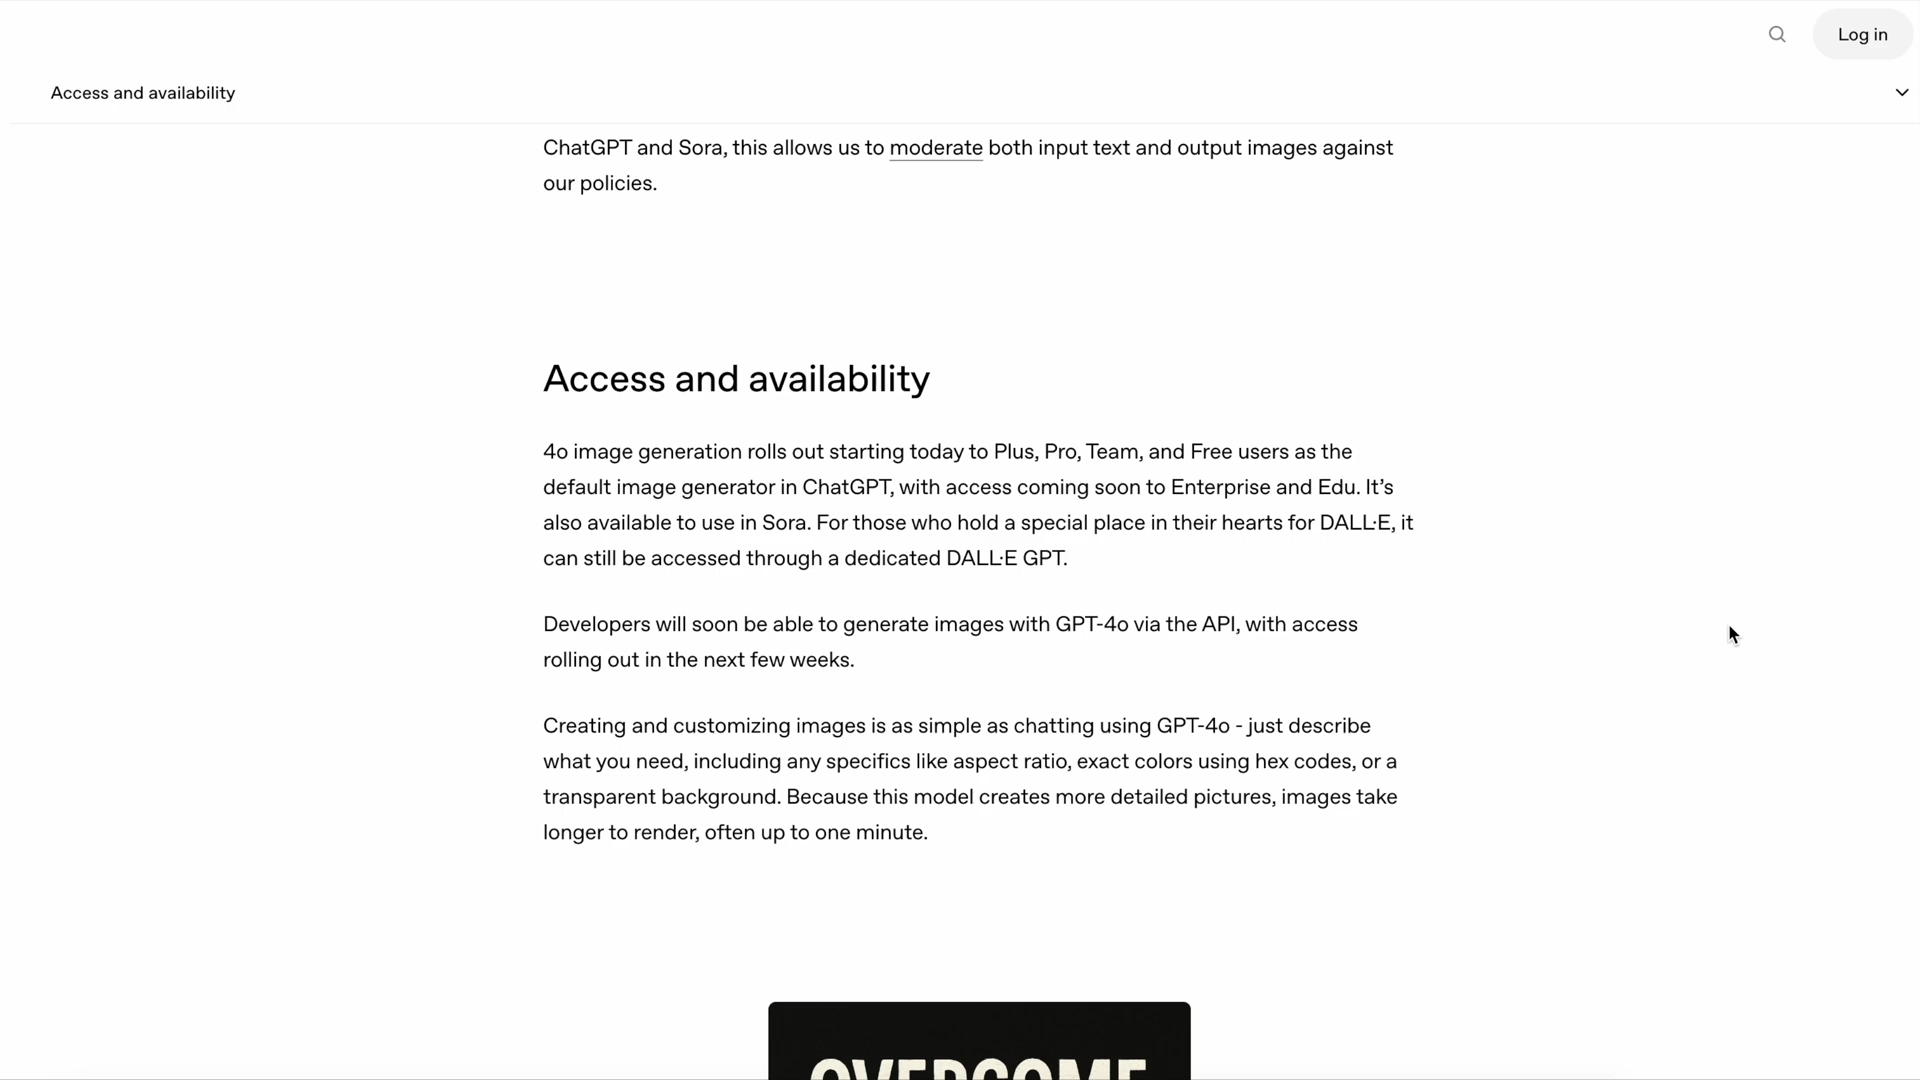 Log in
Access and availability
ChatGPT and Sora, this allows us to moderate both input text and output images against
our policies.
Access and availability
4o image generation rolls out starting today to Plus, Pro, Team, and Free users as the
default image generator in ChatGPT, with access coming soon to Enterprise and Edu. It’s
also available to use in Sora. For those who hold a special place in their hearts for DALL·E, it
can still be accessed through a dedicated DALL·E GPT.
Developers will soon be able to generate images with GPT-4o via the API, with access
rolling out in the next few weeks.
Creating and customizing images is as simple as chatting using GPT-4o - just describe
what you need, including any specifics like aspect ratio, exact colors using hex codes, or a
transparent background. Because this model creates more detailed pictures, images take
longer to render, often up to one minute.
OVERCOME